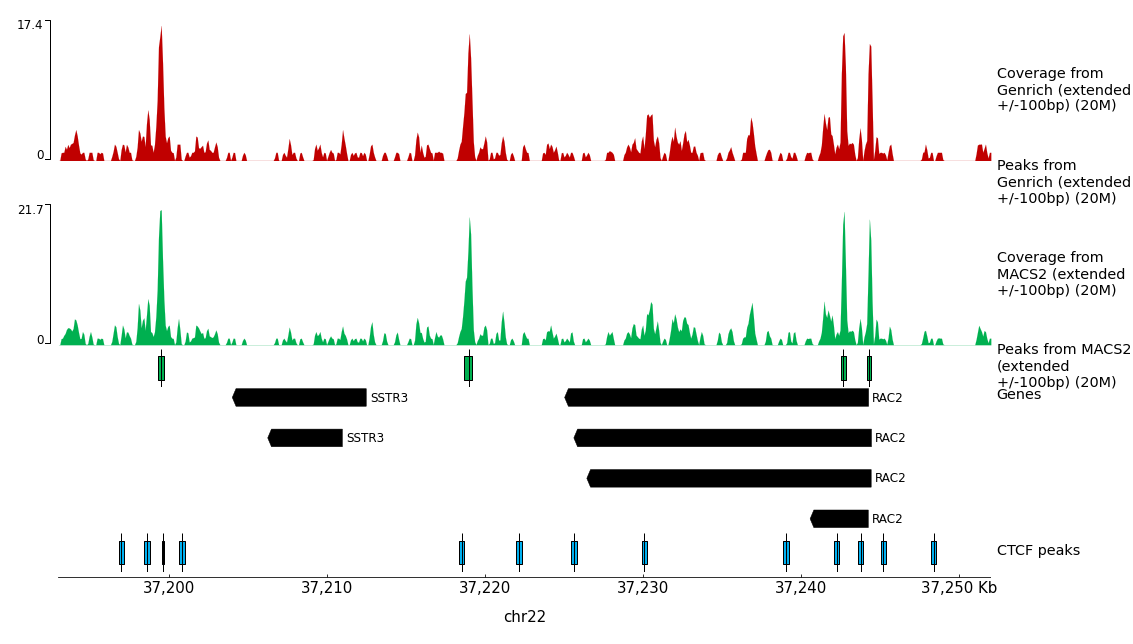 17.4
0
Coverage from
Genrich (extended
+/-100bp) (20M)
Peaks from
Genrich (extended
+/-100bp) (20M)
21.7
0
Coverage from
MACS2 (extended
+/-100bp) (20M)
Peaks from MACS2
(extended
+/-100bp) (20M)
Genes
SSTR3
RAC2
SSTR3
RAC2
RAC2
RAC2
CTCF peaks
37,200 37,210 37,220 37,230 37,240 37,250 Kb
chr22